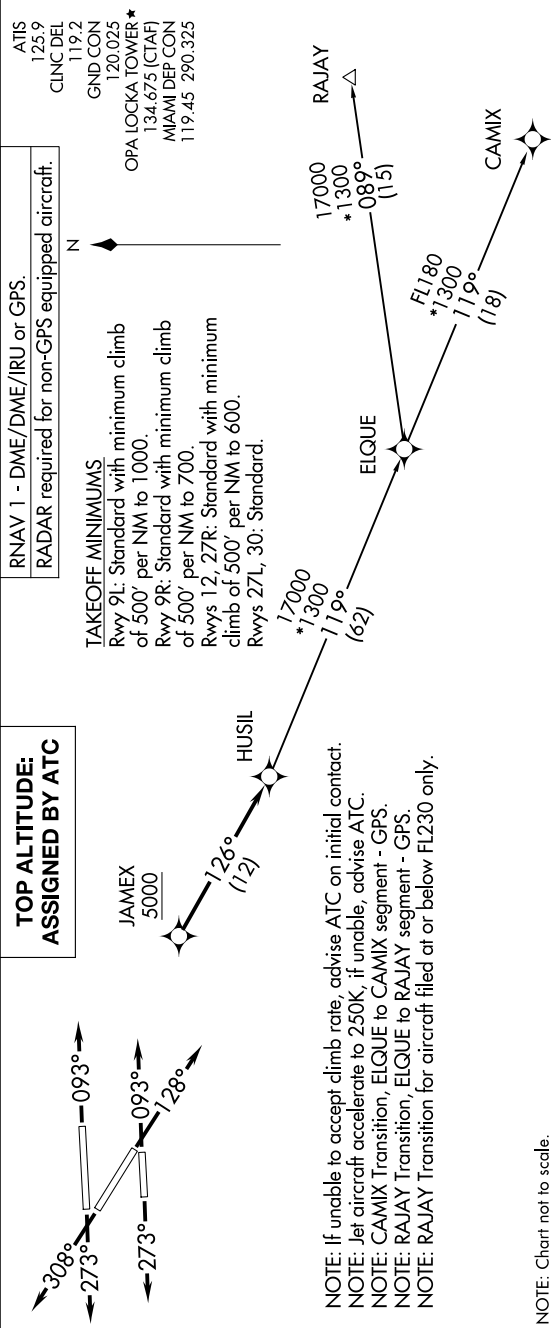 TOP ALTITUDE:
ASSIGNED BY ATC
RNAV 1 - DME/DME/IRU or GPS.
RADAR required for non-GPS equipped aircraft.
ATIS
125.9
CLNC DEL
119.2
GND CON
120.025
OPA LOCKA TOWER★
134.675 (CTAF)
MIAMI DEP CON
119.45 290.325
N
TAKEOFF MINIMUMS
Rwy 9L: Standard with minimum climb
of 500' per NM to 1000.
Rwy 9R: Standard with minimum climb
of 500' per NM to 700.
Rwys 12, 27R: Standard with minimum
climb of 500' per NM to 600.
Rwys 27L, 30: Standard.
308°
273°
093°
273°
093°
128°
JAMEX
5000
126°
(12)
HUSIL
17000
*1300
119°
(62)
ELQUE
17000
*1300
089°
(15)
RAJAY
FL180
*1300
119°
(18)
CAMIX
NOTE: If unable to accept climb rate, advise ATC on initial contact.
NOTE: Jet aircraft accelerate to 250K, if unable, advise ATC.
NOTE: CAMIX Transition, ELQUE to CAMIX segment - GPS.
NOTE: RAJAY Transition, ELQUE to RAJAY segment - GPS.
NOTE: RAJAY Transition for aircraft filed at or below FL230 only.
NOTE: Chart not to scale.